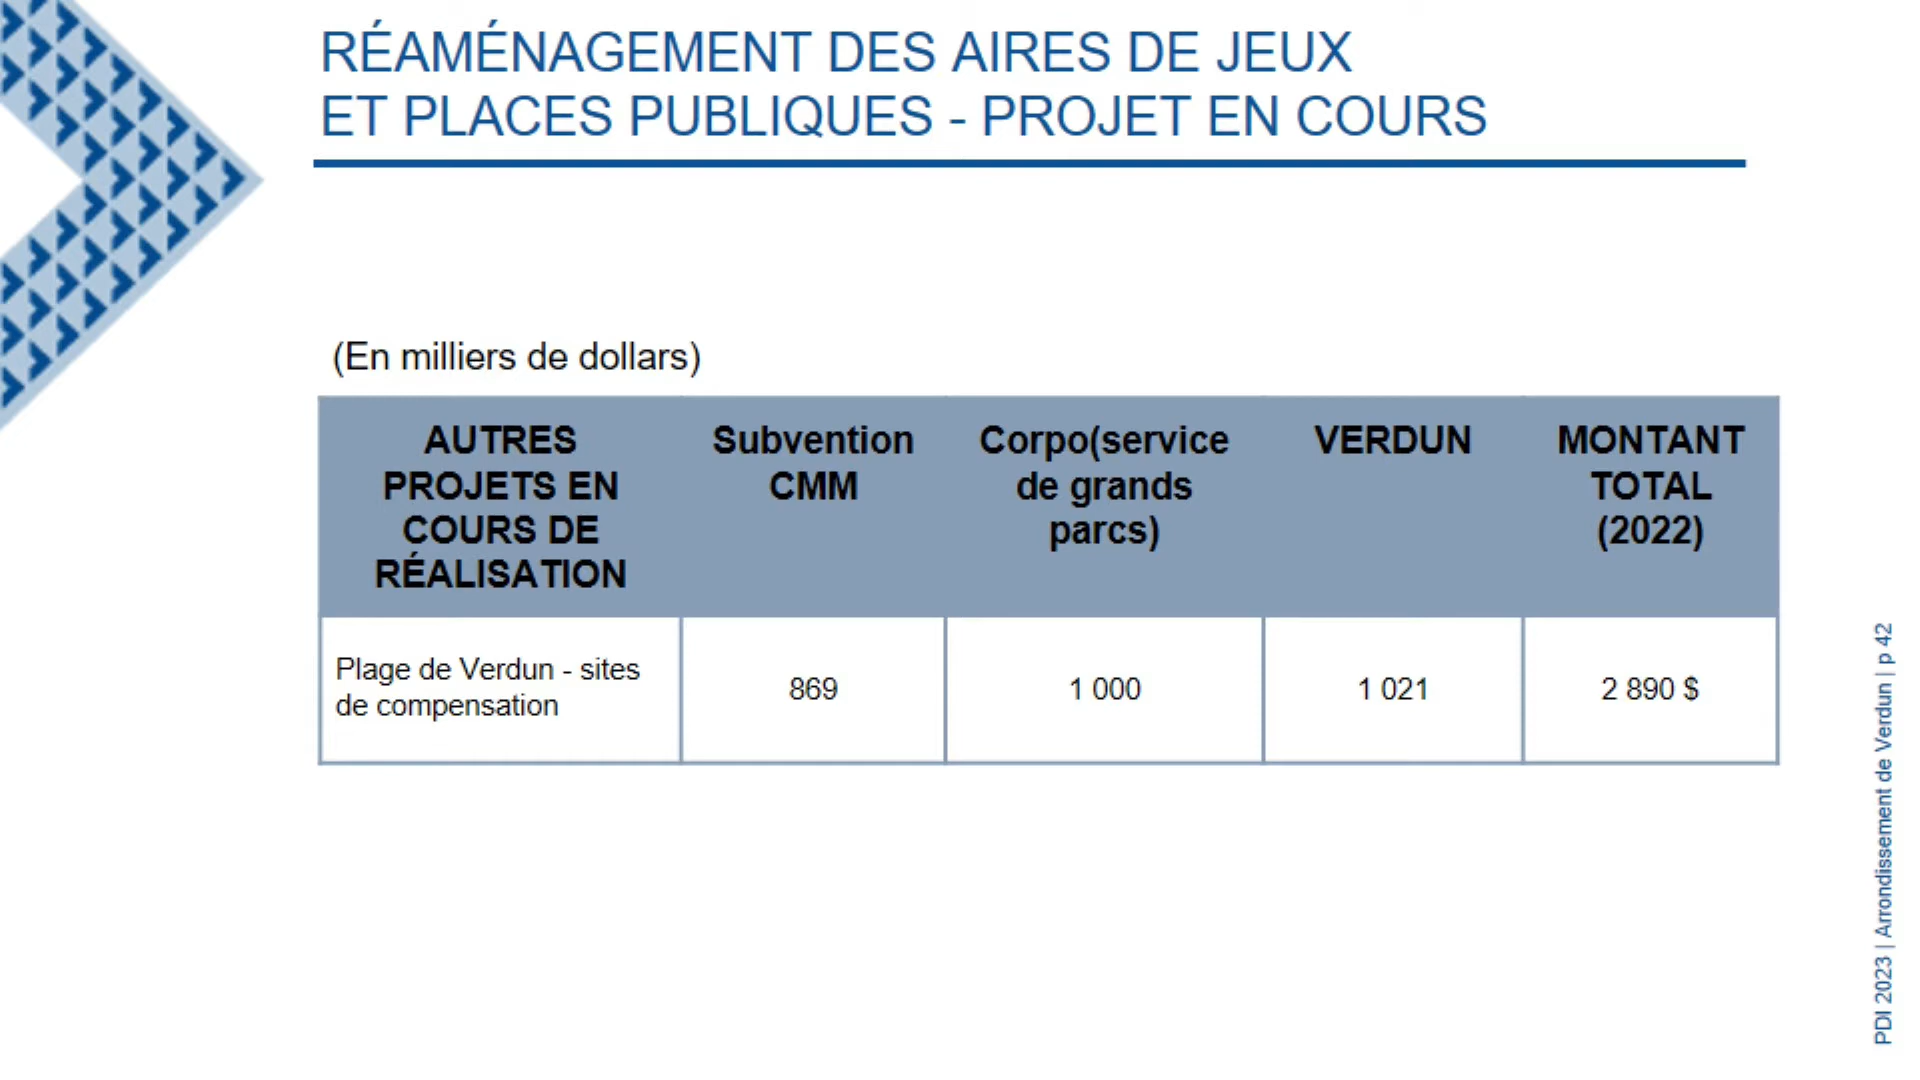 RÉAMÉNAGEMENT DES AIRES DE JEUX
ET PLACES PUBLIQUES - PROJET EN COURS
(En milliers de dollars)
AUTRES
PROJETS EN
COURS DE
RÉALISATION
Subvention
CMM
Corpo(service
de grands
parcs)
VERDUN
MONTANT
TOTAL
(2022)
Plage de Verdun - sites
de compensation
869
1 000
1 021
2 890 $
PDI 2023 | Arrondissement de Verdun | p 42